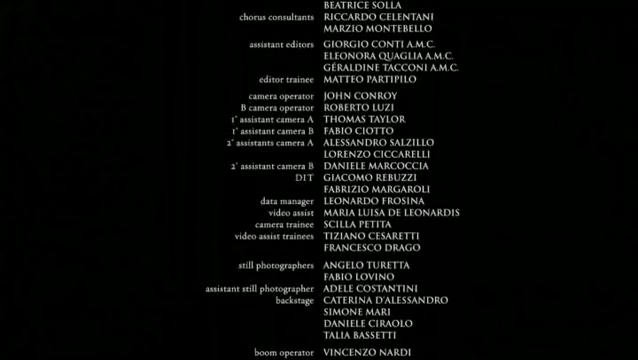 BEATRICE SOLLA
chorus consultants RICCARDO CELENTANI
MARZIO MONTEBELLO
assistant editors GIORGIO CONTI A.M.C.
ELEONORA QUAGLIA A.M.C.
GÉRALDINE TACCONI A.M.C.
editor trainee MATTEO PARTIPILO
camera operator JOHN CONROY
B camera operator ROBERTO LUZI
1° assistant camera A THOMAS TAYLOR
1° assistant camera B FABIO CIOTTO
2° assistants camera A ALESSANDRO SALZILLO
LORENZO CICCARELLI
2° assistant camera B DANIELE MARCOCCIA
DIT GIACOMO REBUZZI
FABRIZIO MARGAROLI
data manager LEONARDO FROSINA
video assist MARIA LUISA DE LEONARDIS
camera trainee SCILLA PETITA
video assist trainees TIZIANO CESARETTI
FRANCESCO DRAGO
still photographers ANGELO TURETTA
FABIO LOVINO
assistant still photographer ADELE COSTANTINI
backstage CATERINA D'ALESSANDRO
SIMONE MARI
DANIELE CIRAOLO
TALIA BASSETTI
boom operator VINCENZO NARDI